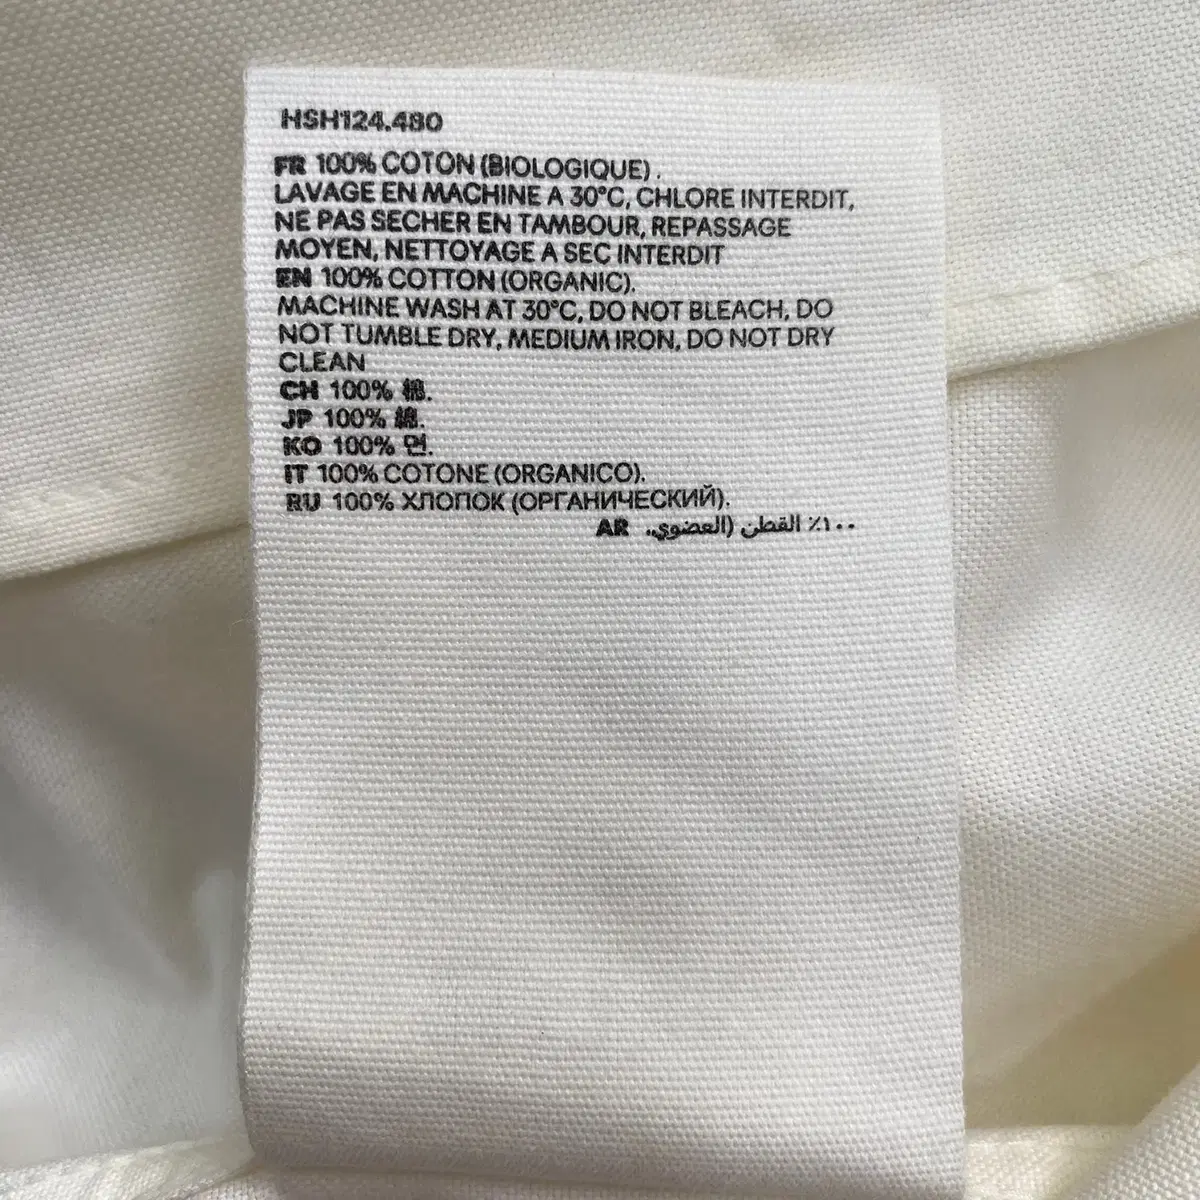 HSH124.480
FR 100% COTON (BIOLOGIQUE).
LAVAGE EN MACHINE A 30°C, CHLORE INTERDIT,
NE PAS SECHER EN TAMBOUR, REPASSAGE
MOYEN, NETTOYAGE A SEC INTERDIT
EN 100% COTTON (ORGANIC).
MACHINE WASH AT 30°C, DO NOT BLEACH, DO
NOT TUMBLE DRY, MEDIUM IRON, DO NOT DRY
CLEAN
CH 100% 棉.
JP 100% 綿.
KO 100% 면.
IT 100% COTONE (ORGANICO).
RU 100% ХЛОПОК (ОРГАНИЧЕСКИЙ).
١٠٠٪ القطن (العضوي). AR